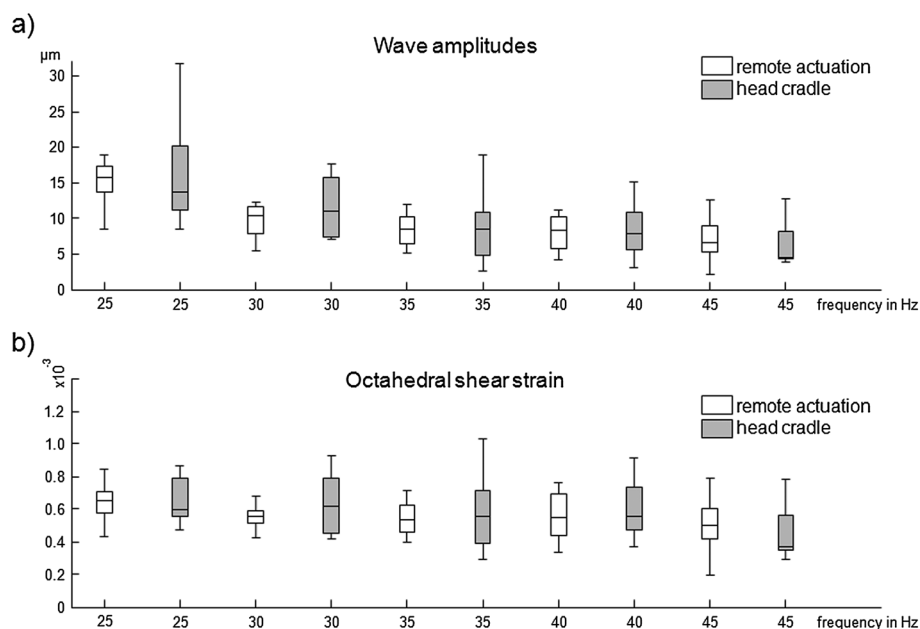 a)
Wave amplitudes
µm
remote actuation
head cradle
30
25
20
15
10
5
0
25 25 30 30 35 35 40 40 45 45 frequency in Hz
b)
x10⁻³
Octahedral shear strain
remote actuation
head cradle
1.2
1.0
0.8
0.6
0.4
0.2
0
25 25 30 30 35 35 40 40 45 45 frequency in Hz